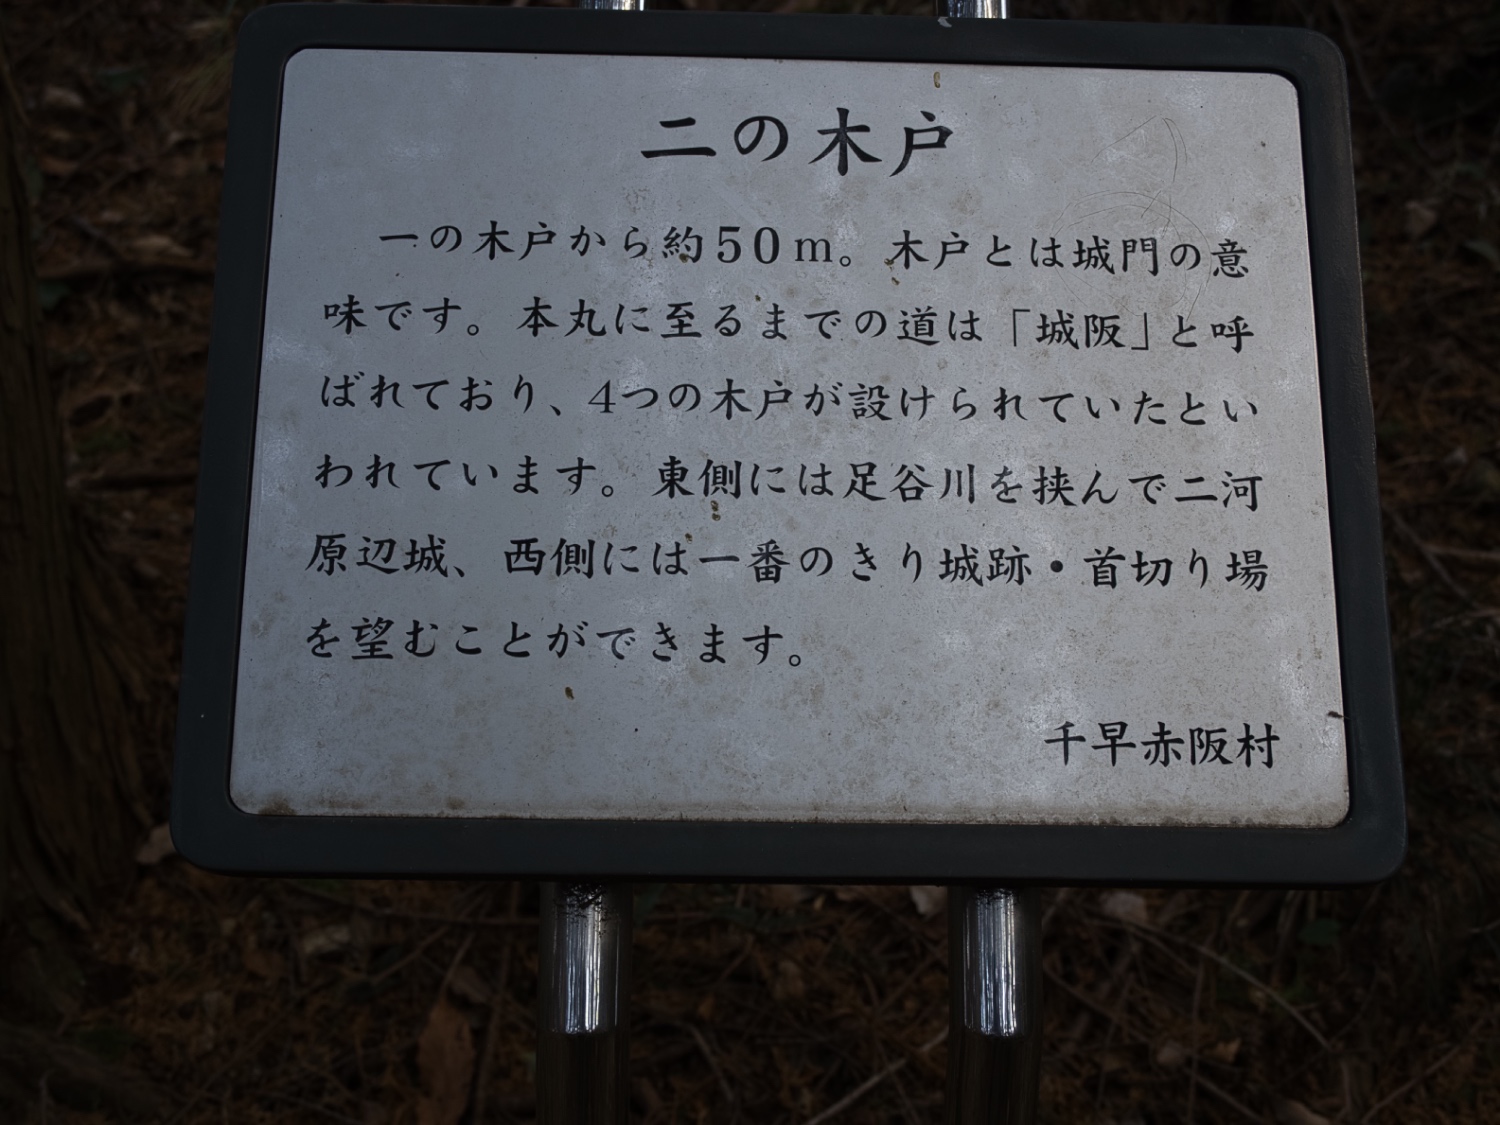 二の木戸
一の木戸から約50m。木戸とは城門の意
味です。本丸に至るまでの道は「城阪」と呼
ばれており、4つの木戸が設けられていたとい
われています。東側には足谷川を挟んで二河
原辺城、西側には一番のきり城跡・首切り場
を望むことができます。
千早赤阪村